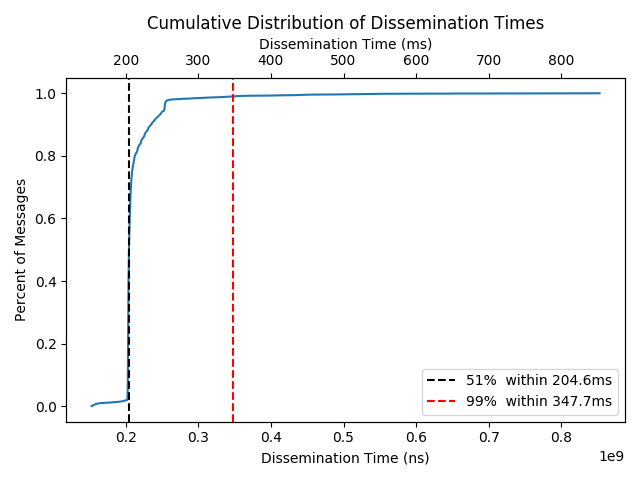 Cumulative Distribution of Dissemination Times
Dissemination Time (ms)
200 300 400 500 600 700 800
1.0
0.8
0.6
0.4
0.2
0.0
Percent of Messages
51%  within 204.6ms
99%  within 347.7ms
0.2 0.3 0.4 0.5 0.6 0.7 0.8
1e9
Dissemination Time (ns)